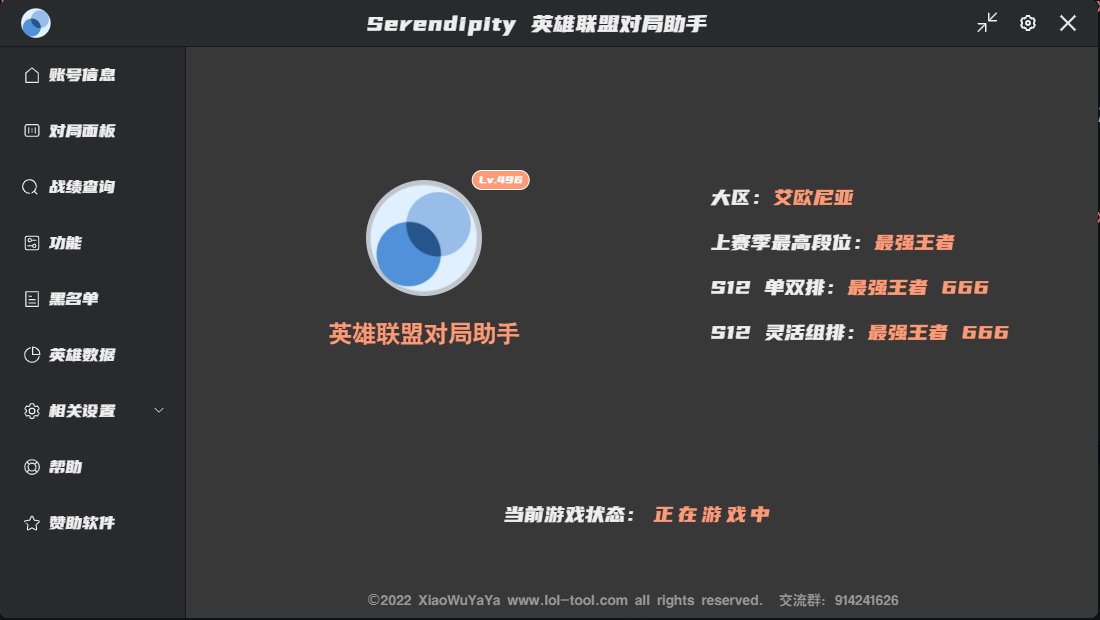 Serendipity 英雄联盟对局助手
账号信息
对局面板
战绩查询
功能
黑名单
英雄数据
相关设置
帮助
赞助软件
Lv.496
英雄联盟对局助手
大区：艾欧尼亚
上赛季最高段位：最强王者
S12 单双排：最强王者 666
S12 灵活组排：最强王者 666
当前游戏状态： 正在游戏中
©2022 XiaoWuYaYa www.lol-tool.com all rights reserved. 交流群：914241626